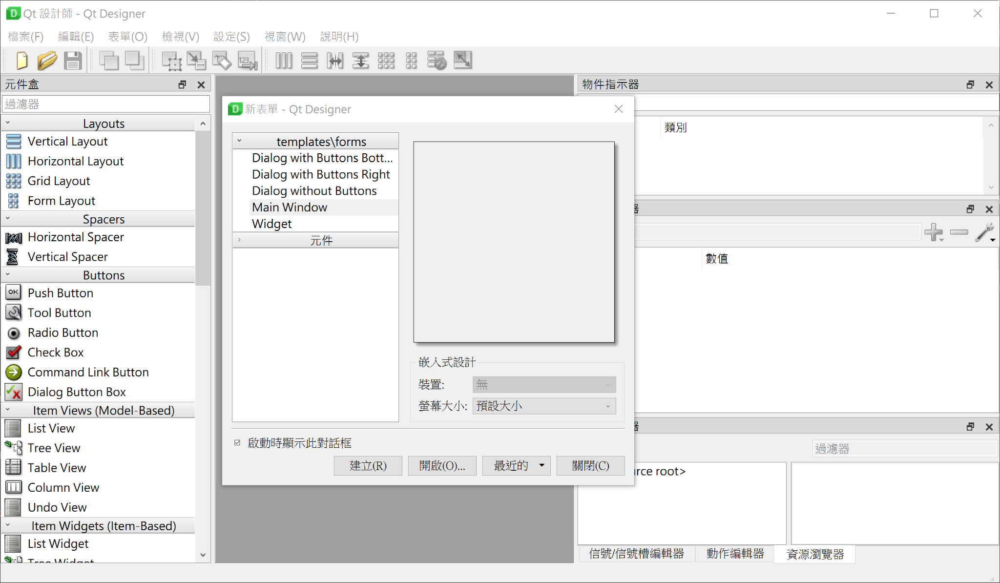 Qt 設計師 - Qt Designer
檔案(F) 編輯(E) 表單(O) 檢視(V) 設定(S) 視窗(W) 說明(H)
元件盒
過濾器
Layouts
Vertical Layout
Horizontal Layout
Grid Layout
Form Layout
Spacers
Horizontal Spacer
Vertical Spacer
Buttons
OK
Push Button
Tool Button
Radio Button
Check Box
Command Link Button
Dialog Button Box
Item Views (Model-Based)
List View
Tree View
Table View
Column View
Undo View
Item Widgets (Item-Based)
List Widget
Tree Widget
新表單 - Qt Designer
templates\forms
Dialog with Buttons Bott...
Dialog with Buttons Right
Dialog without Buttons
Main Window
Widget
元件
嵌入式設計
裝置: 無
螢幕大小: 預設大小
啟動時顯示此對話框
建立(R) 開啟(O)... 最近的 關閉(C)
物件指示器
類別
器
數值
器
過濾器
rce root>
信號/信號槽編輯器 動作編輯器 資源瀏覽器